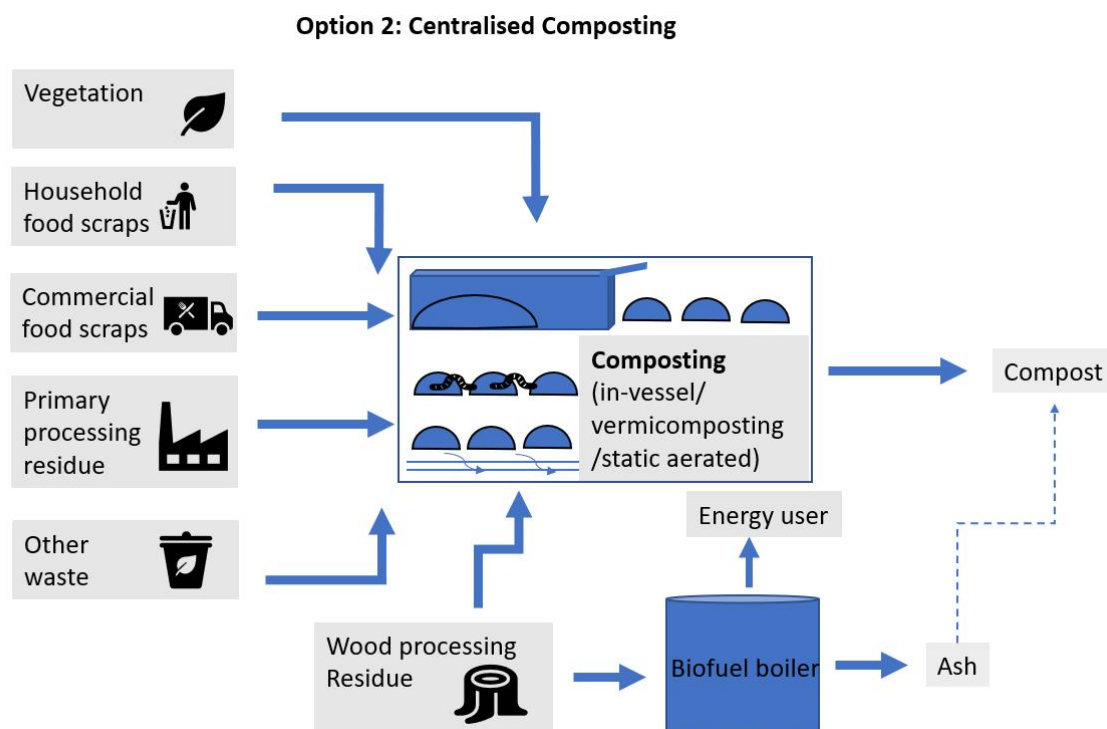 Option 2: Centralised Composting
Vegetation
Household
food scraps
Commercial
food scraps
Primary
processing
residue
Other
waste
Composting
(in-vessel/
vermicomposting
/static aerated)
Compost
Energy user
Wood processing
Residue
Biofuel boiler
Ash